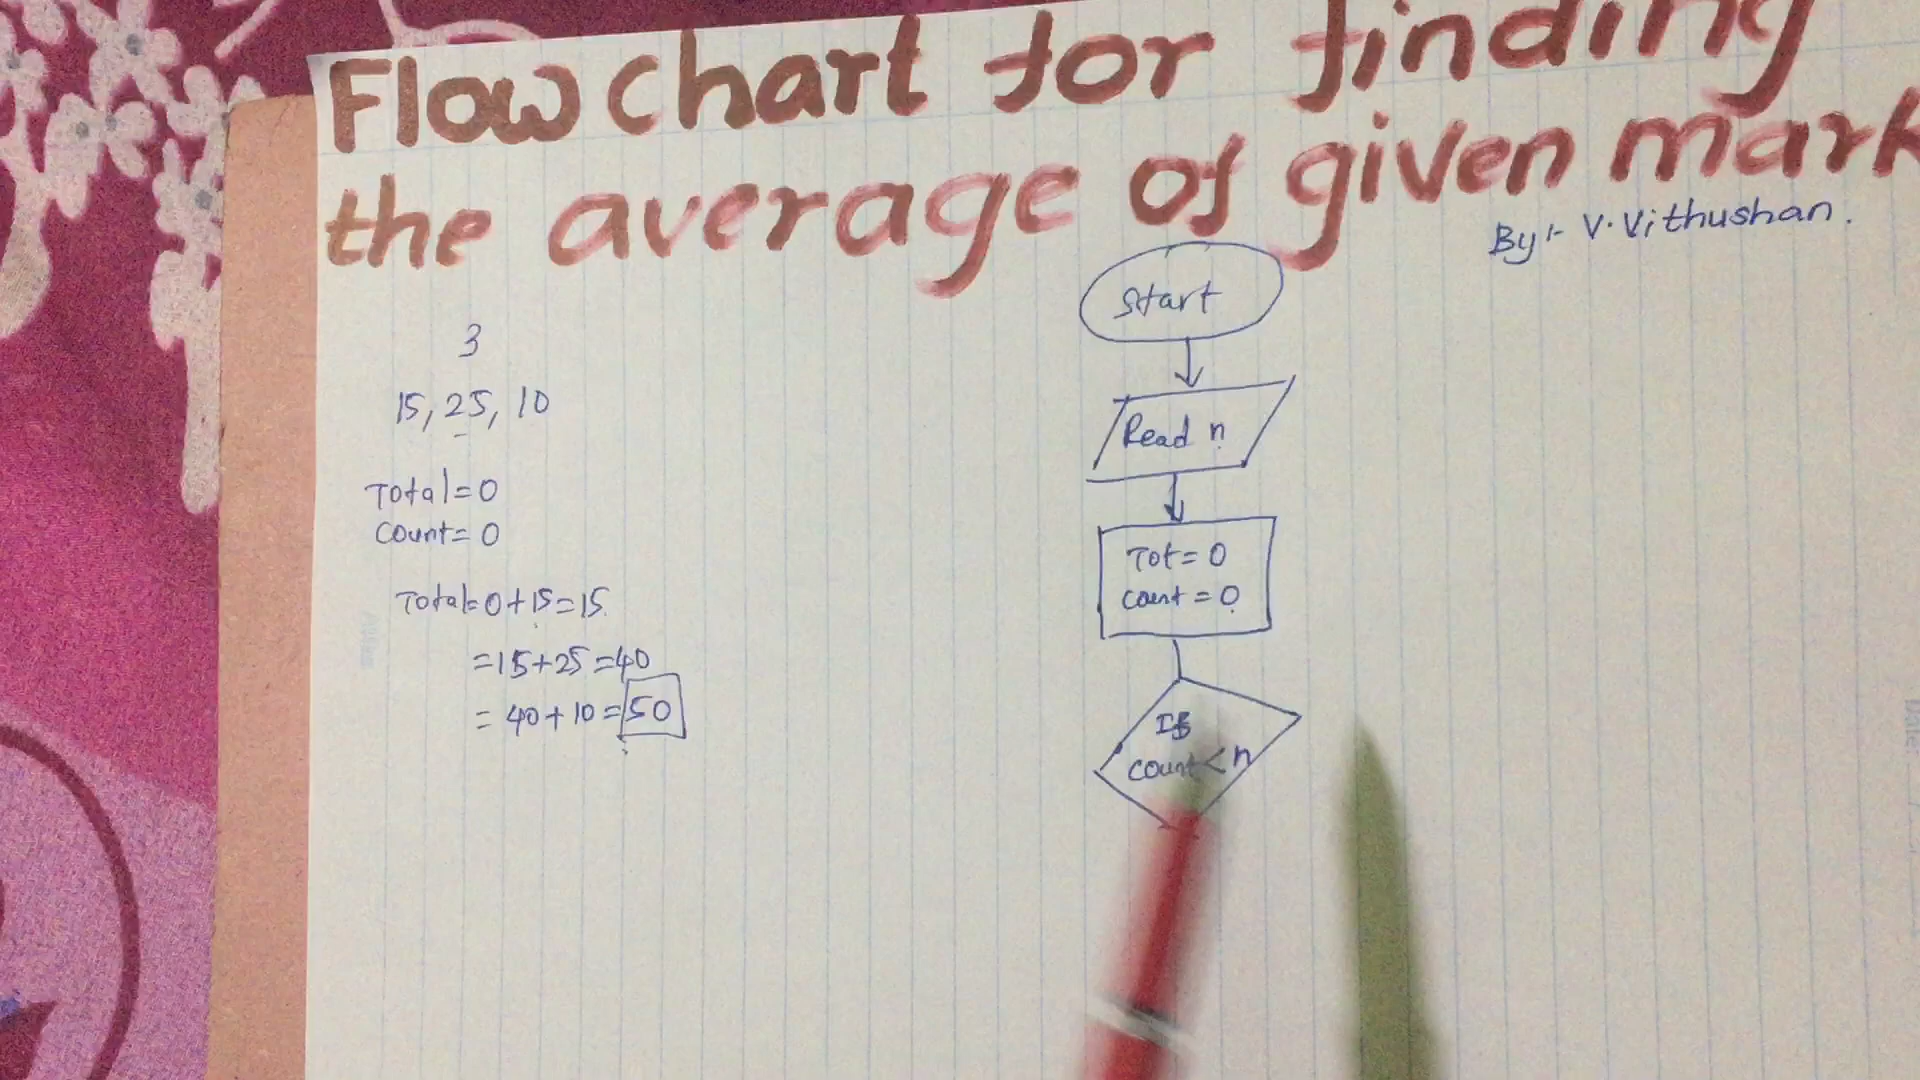 Flow chart for finding
the average of given mark
By:- V. Vithushan.
3
15, 25, 10
Total = 0
Count = 0
Total = 0 + 15 = 15
= 15 + 25 = 40
= 40 + 10 = 50
Start
Read n
Tot = 0
Count = 0
If
Count < n